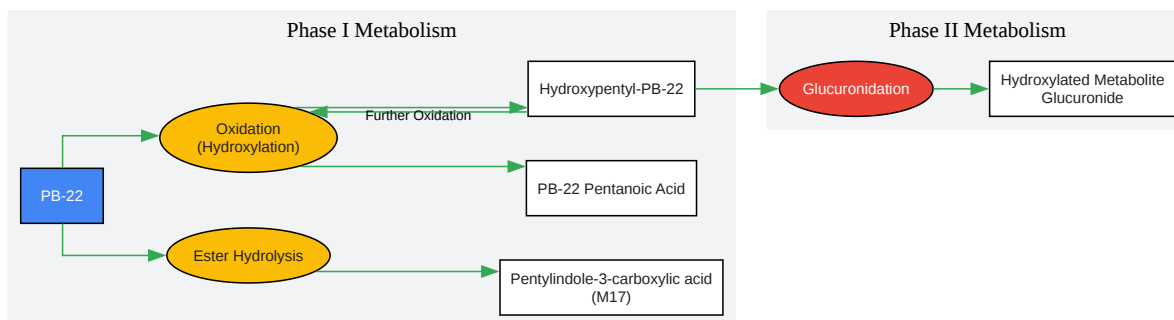 Phase I Metabolism
Phase II Metabolism
Hydroxypentyl-PB-22
Glucuronidation
Hydroxylated Metabolite
Glucuronide
Further Oxidation
Oxidation
(Hydroxylation)
PB-22
PB-22 Pentanoic Acid
Ester Hydrolysis
Pentylindole-3-carboxylic acid
(M17)